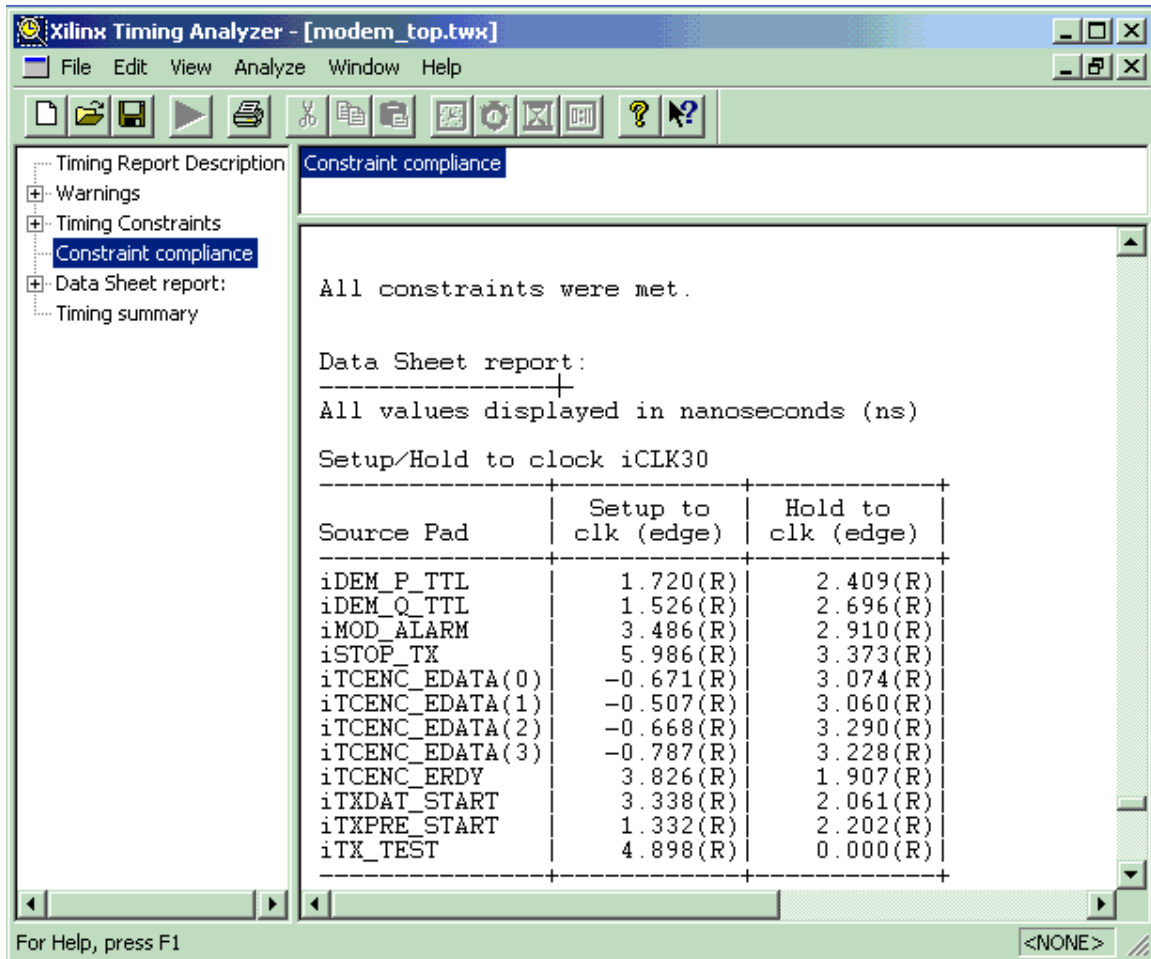 Xilinx Timing Analyzer - [modem_top.twx]
File Edit View Analyze Window Help
Timing Report Description
Warnings
Timing Constraints
Constraint compliance
Data Sheet report:
Timing summary
Constraint compliance
All constraints were met.
Data Sheet report:
All values displayed in nanoseconds (ns)
Setup/Hold to clock iCLK30
---------------+------------+------------+
| Setup to | Hold to |
Source Pad | clk (edge) | clk (edge) |
---------------+------------+------------+
iDEM_P_TTL | 1.720(R)| 2.409(R)|
iDEM_Q_TTL | 1.526(R)| 2.696(R)|
iMOD_ALARM | 3.486(R)| 2.910(R)|
iSTOP_TX | 5.986(R)| 3.373(R)|
iTCENC_EDATA(0)| -0.671(R)| 3.074(R)|
iTCENC_EDATA(1)| -0.507(R)| 3.060(R)|
iTCENC_EDATA(2)| -0.668(R)| 3.290(R)|
iTCENC_EDATA(3)| -0.787(R)| 3.228(R)|
iTCENC_ERDY | 3.826(R)| 1.907(R)|
iTXDAT_START | 3.338(R)| 2.061(R)|
iTXPRE_START | 1.332(R)| 2.202(R)|
iTX_TEST | 4.898(R)| 0.000(R)|
---------------+------------+------------+
For Help, press F1
<NONE>